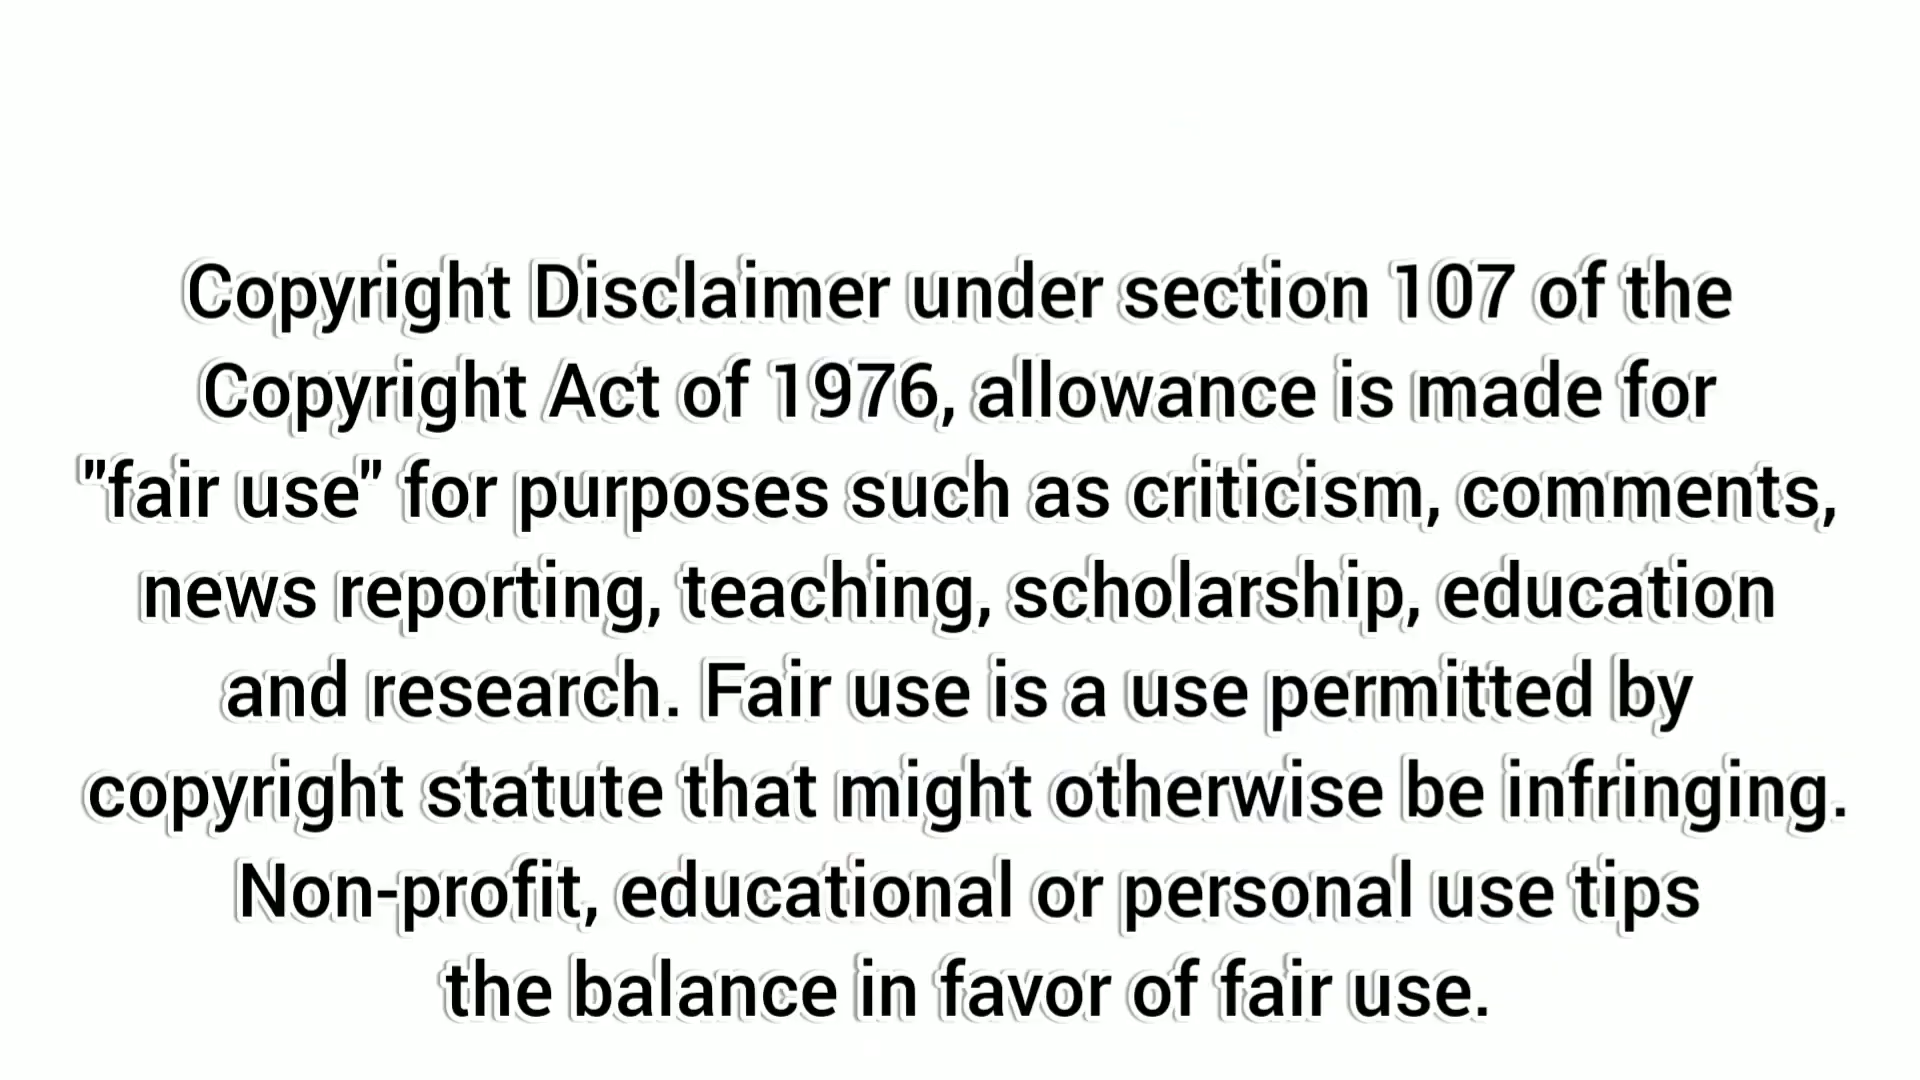 Copyright Disclaimer under section 107 of the
Copyright Act of 1976, allowance is made for
"fair use" for purposes such as criticism, comments,
news reporting, teaching, scholarship, education
and research. Fair use is a use permitted by
copyright statute that might otherwise be infringing.
Non-profit, educational or personal use tips
the balance in favor of fair use.